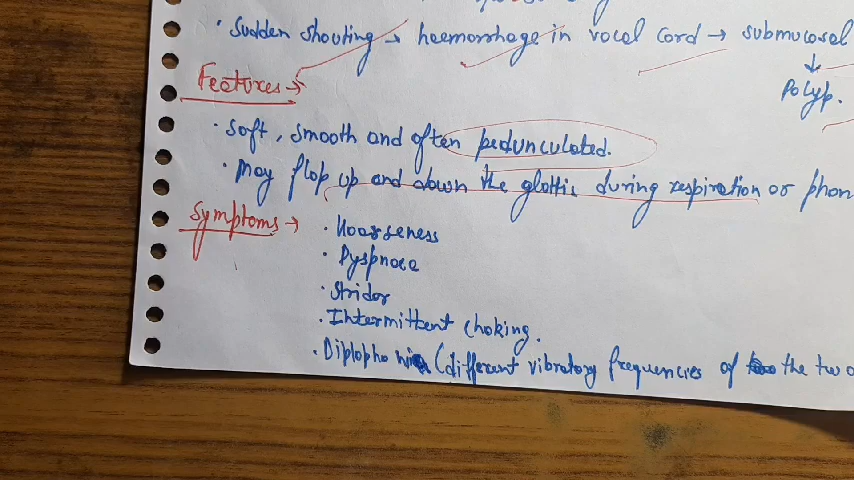 · Sudden shouting → haemorrhage in vocal cord → submucosal
↓
Polyp.
Features →
· Soft, smooth and often pedunculated.
· May flop up and down the glottis during respiration or phon
Symptoms →
· Hoarseness
· Dyspnoea
· Stridor
· Intermittent choking.
· Diplophonia (different vibratory frequencies of the two